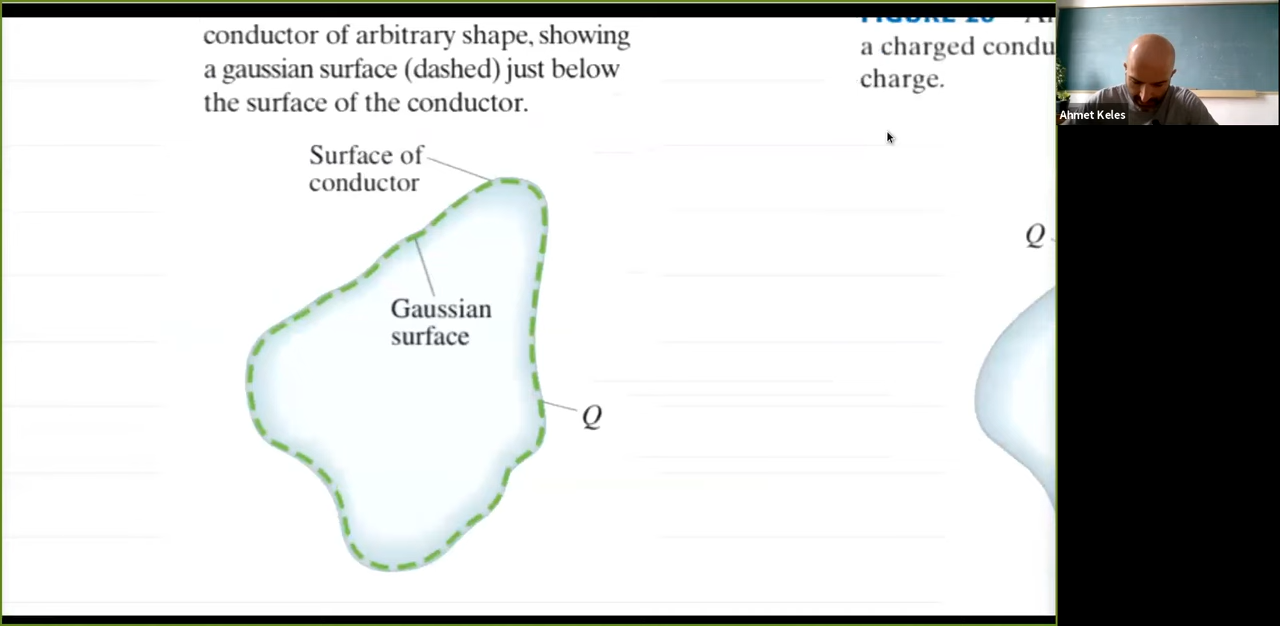 conductor of arbitrary shape, showing
a gaussian surface (dashed) just below
the surface of the conductor.
Surface of
conductor
Gaussian
surface
Q
a charged condu
charge.
Q
Ahmet Keles